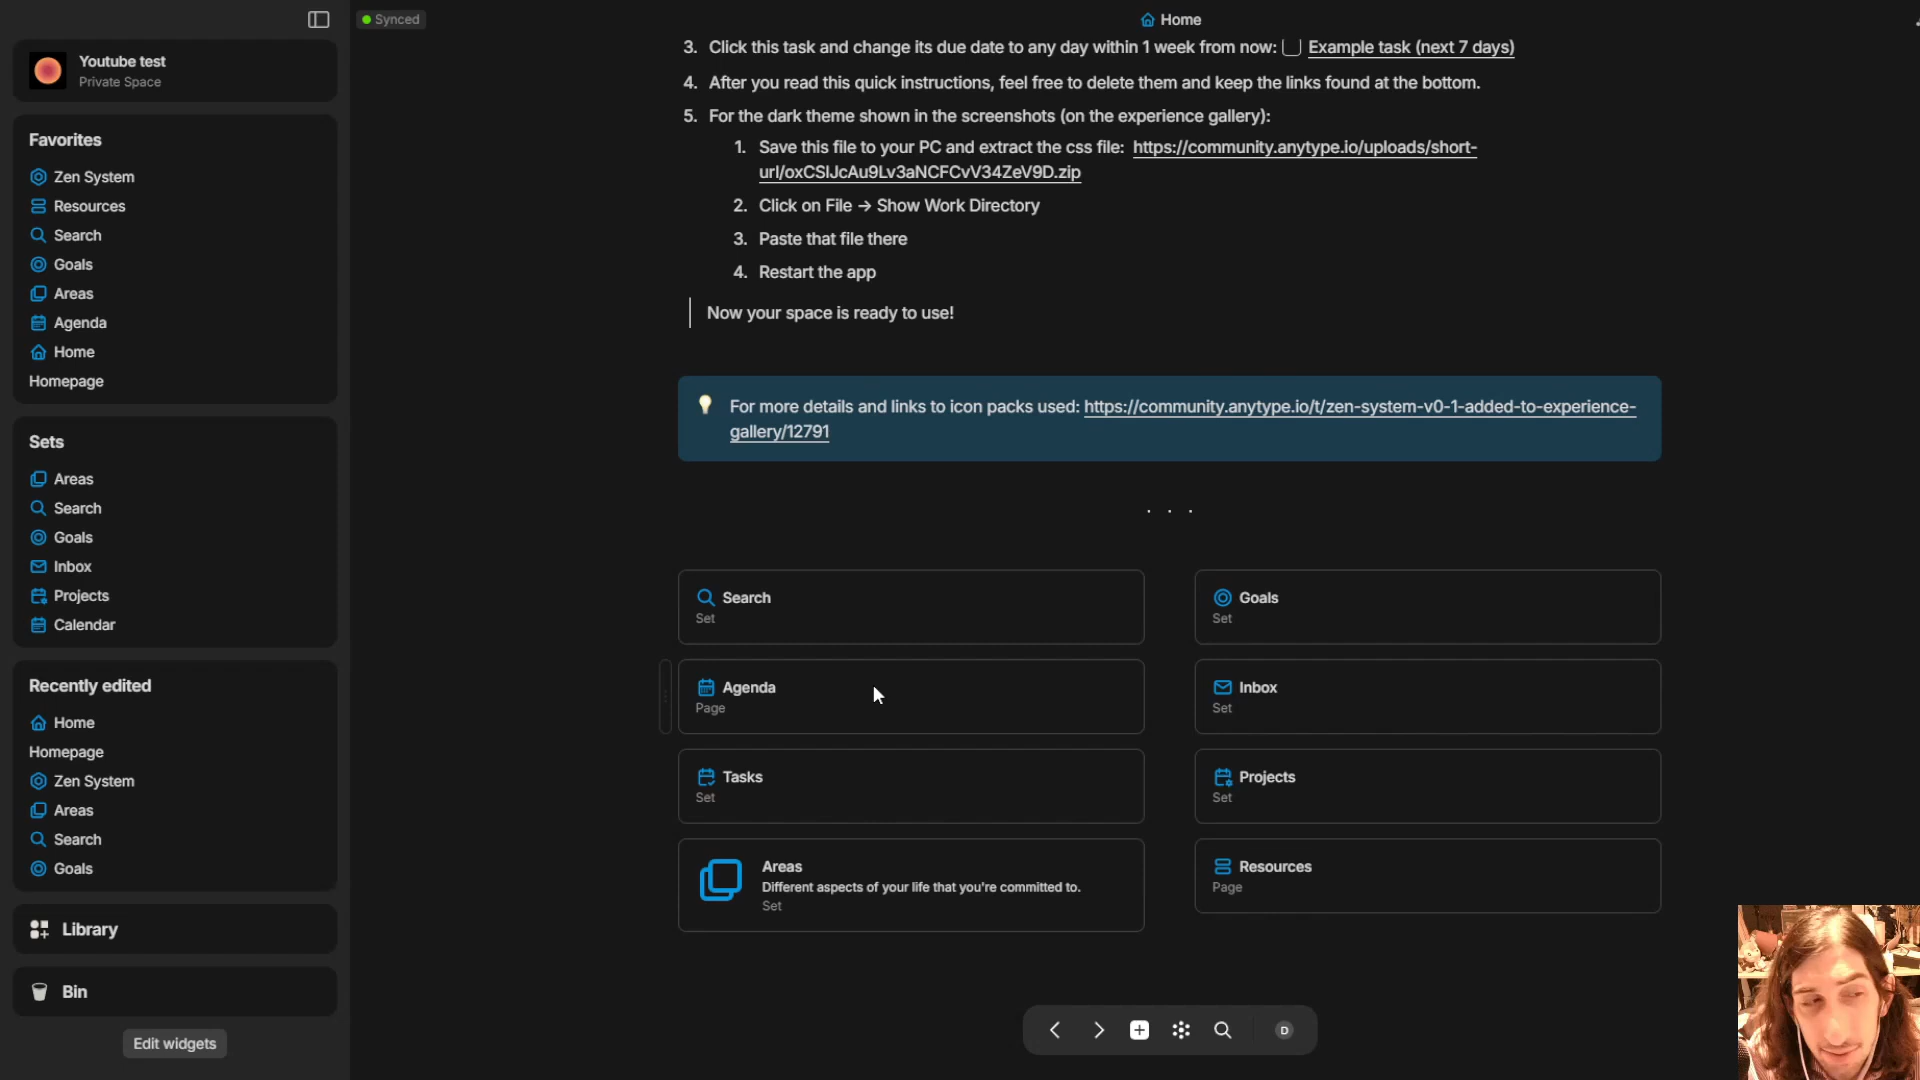 Synced
Home
Youtube test
Private Space
Favorites
Zen System
Resources
Search
Goals
Areas
Agenda
Home
Homepage
Sets
Areas
Search
Goals
Inbox
Projects
Calendar
Recently edited
Home
Homepage
Zen System
Areas
Search
Goals
Library
Bin
Edit widgets
3. Click this task and change its due date to any day within 1 week from now: Example task (next 7 days)
4. After you read this quick instructions, feel free to delete them and keep the links found at the bottom.
5. For the dark theme shown in the screenshots (on the experience gallery):
1. Save this file to your PC and extract the css file: https://community.anytype.io/uploads/short-
url/oxCSlJcAu9Lv3aNCFCvV34ZeV9D.zip
2. Click on File → Show Work Directory
3. Paste that file there
4. Restart the app
Now your space is ready to use!
For more details and links to icon packs used: https://community.anytype.io/t/zen-system-v0-1-added-to-experience-
gallery/12791
. . .
Search
Set
Goals
Set
Agenda
Page
Inbox
Set
Tasks
Set
Projects
Set
Areas
Different aspects of your life that you're committed to.
Set
Resources
Page
D